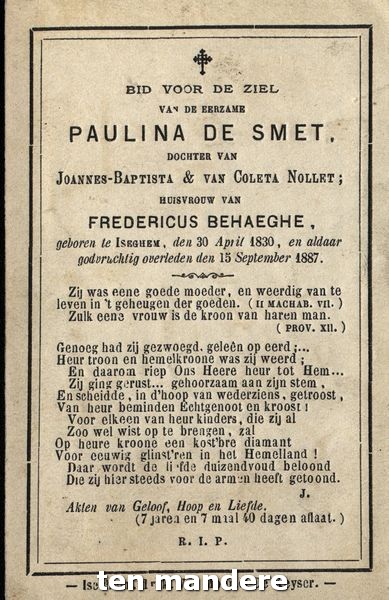 BID VOOR DE ZIEL
VAN DE EERZAME
PAULINA DE SMET,
DOCHTER VAN
JOANNES-BAPTISTA & VAN COLETA NOLLET;
HUISVROUW VAN
FREDERICUS BEHAEGHE,
geboren te ISEGHEM, den 30 April 1830, en aldaar
godvruchtig overleden den 15 September 1887.
Zij was eene goede moeder, en weerdig van te
leven in 't geheugen der goeden. (II MACHAB. VII.)
Zulk eene vrouw is de kroon van haren man.
(PROV. XII.)
Genoeg had zij gezwoegd, geleên op eerd;...
Heur troon en hemelkroone was zij weerd;
En daarom riep Ons Heere heur tot Hem...
Zij ging gerust... gehoorzaam aan zijn stem,
En scheidde, in d'hoop van wederziens, getroost,
Van heur beminden Echtgenoot en kroost!
Voor elkeen van heur kinders, die zij al
Zoo wel wist op te brengen, zal
Op heure kroone een kost'bre diamant
Voor eeuwig glinst'ren in het Hemelland!
Daar wordt de liefde duizendvoud beloond
Die zij hier steeds voor de armen heeft getoond.
J.
Akten van Geloof, Hoop en Liefde.
(7 jaren en 7 maal 40 dagen aflaat.)
R. I. P.
ten mandere